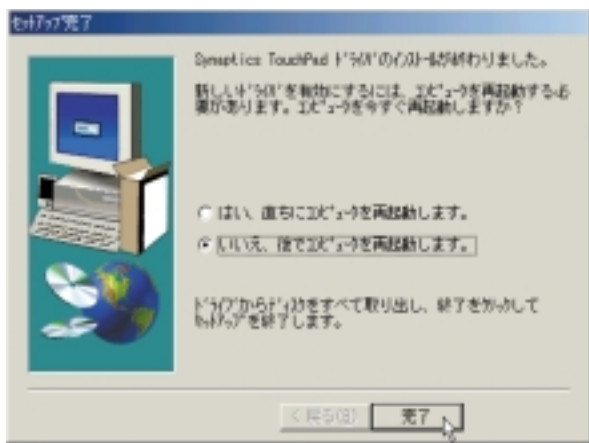 ｾｯﾄｱｯﾌﾟ完了
Synaptics TouchPad ﾄﾞﾗｲﾊﾞのｲﾝｽﾄｰﾙが終わりました。
新しいﾄﾞﾗｲﾊﾞを有効にするには、ｺﾝﾋﾟｭｰﾀを再起動する必
要があります。ｺﾝﾋﾟｭｰﾀを今すぐ再起動しますか?
はい、直ちにｺﾝﾋﾟｭｰﾀを再起動します。
いいえ、後でｺﾝﾋﾟｭｰﾀを再起動します。
ﾄﾞﾗｲﾌﾞからﾃﾞｨｽｸをすべて取り出し、終了をｸﾘｯｸして
ｾｯﾄｱｯﾌﾟを終了します。
< 戻る(B)
完了